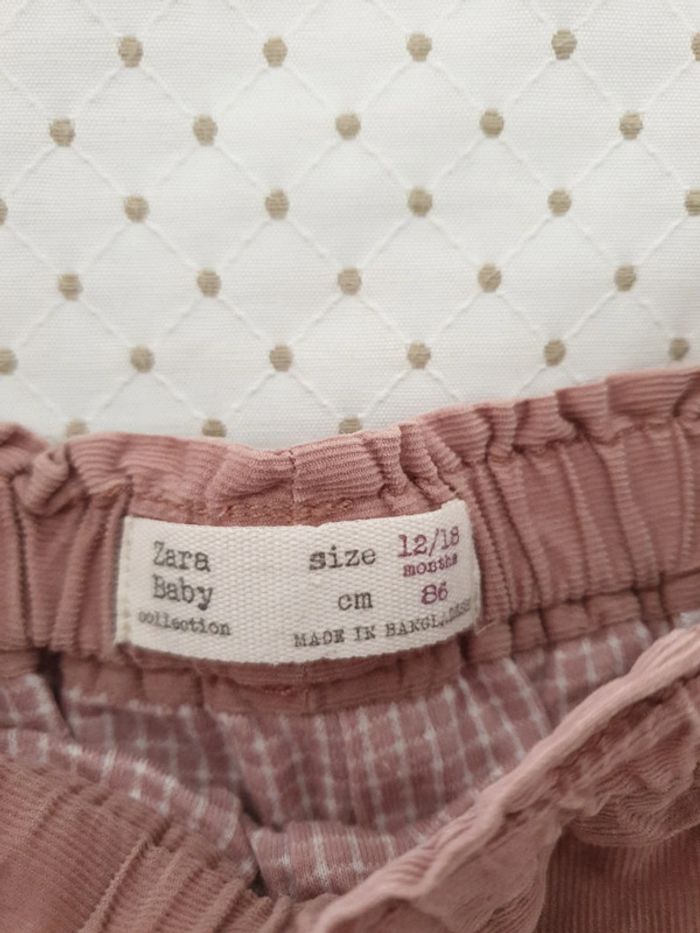 Zara
Baby
collection
size 12/18
months
cm 86
MADE IN BANGLADESH